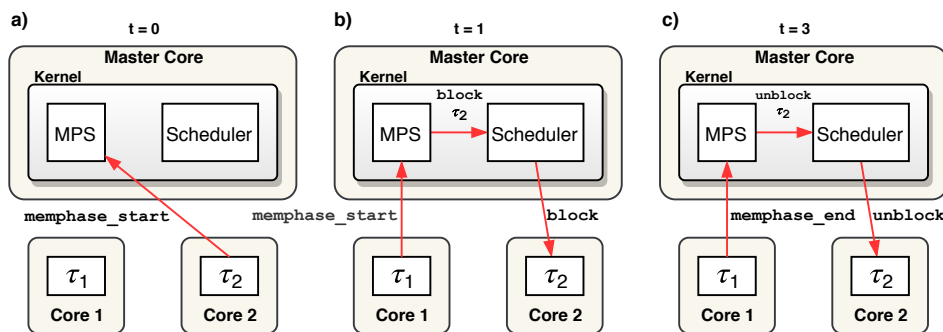 a)
t = 0
Master Core
Kernel
MPS
Scheduler
memphase_start
τ1
Core 1
τ2
Core 2
b)
t = 1
Master Core
Kernel
block
τ2
MPS
Scheduler
memphase_start
block
τ1
Core 1
τ2
Core 2
c)
t = 3
Master Core
Kernel
unblock
τ2
MPS
Scheduler
memphase_end
unblock
τ1
Core 1
τ2
Core 2